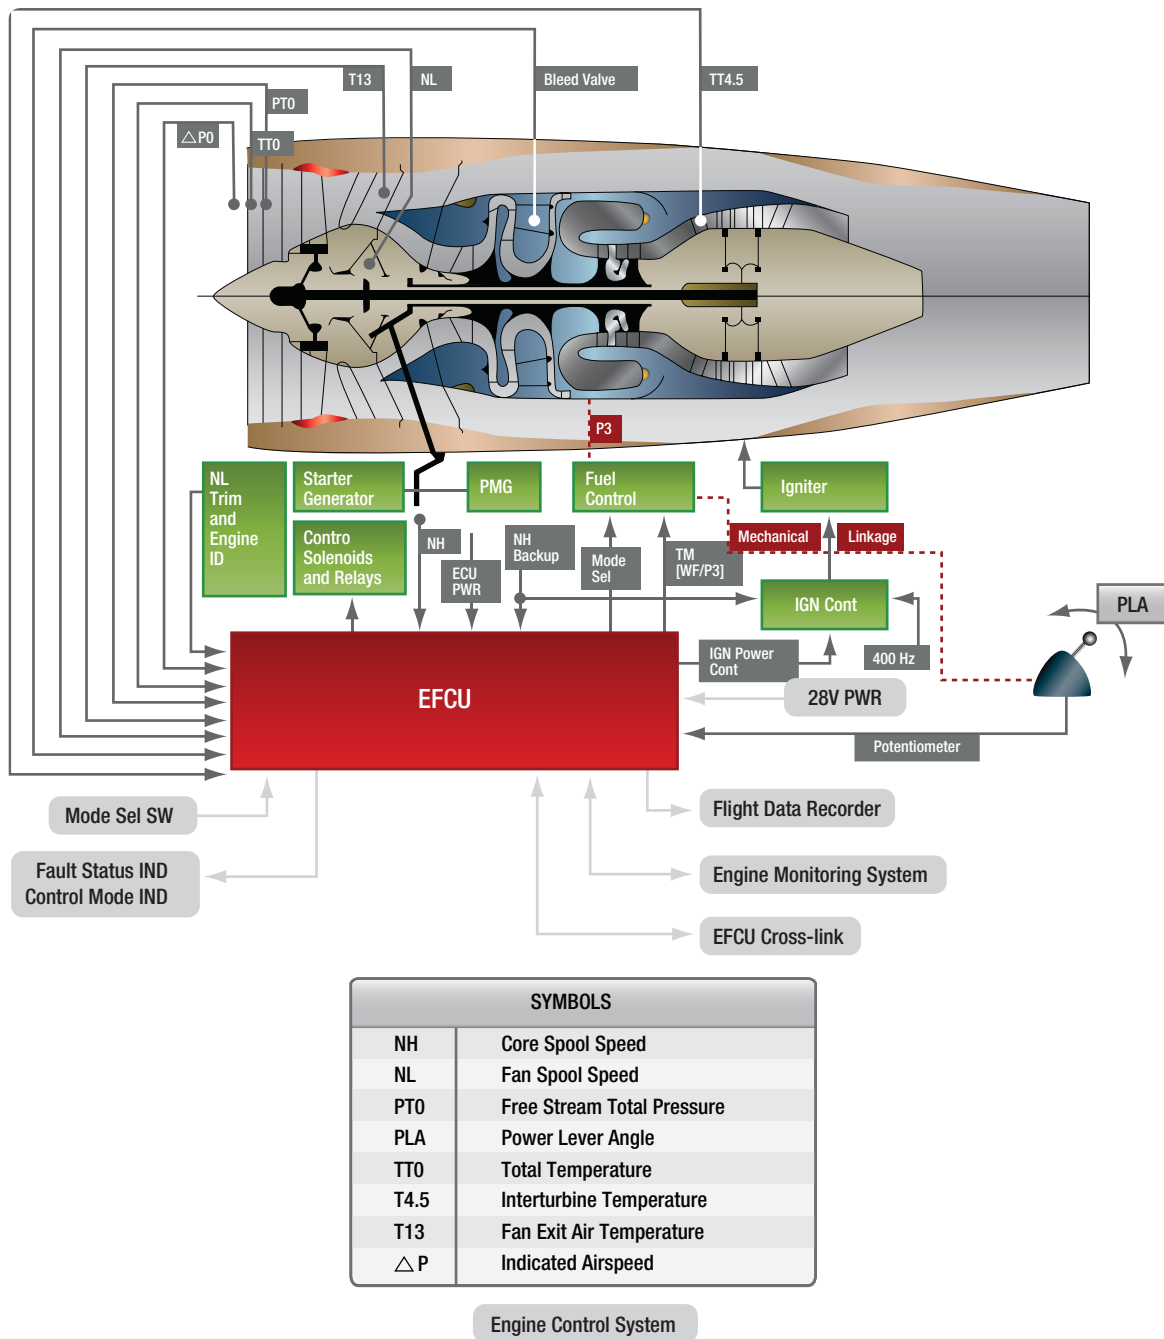 T13
NL
Bleed Valve
TT4.5
PT0
△ P0
TT0
P3
NL
Trim
and
Engine
ID
Starter
Generator
PMG
Fuel
Control
Igniter
Contro
Solenoids
and Relays
NH
ECU
PWR
NH
Backup
Mode
Sel
TM
[WF/P3]
Mechanical
Linkage
IGN Cont
PLA
IGN Power
Cont
400 Hz
EFCU
28V PWR
Potentiometer
Mode Sel SW
Flight Data Recorder
Fault Status IND
Control Mode IND
Engine Monitoring System
EFCU Cross-link
SYMBOLS
NH Core Spool Speed
NL Fan Spool Speed
PT0 Free Stream Total Pressure
PLA Power Lever Angle
TT0 Total Temperature
T4.5 Interturbine Temperature
T13 Fan Exit Air Temperature
△ P Indicated Airspeed
Engine Control System